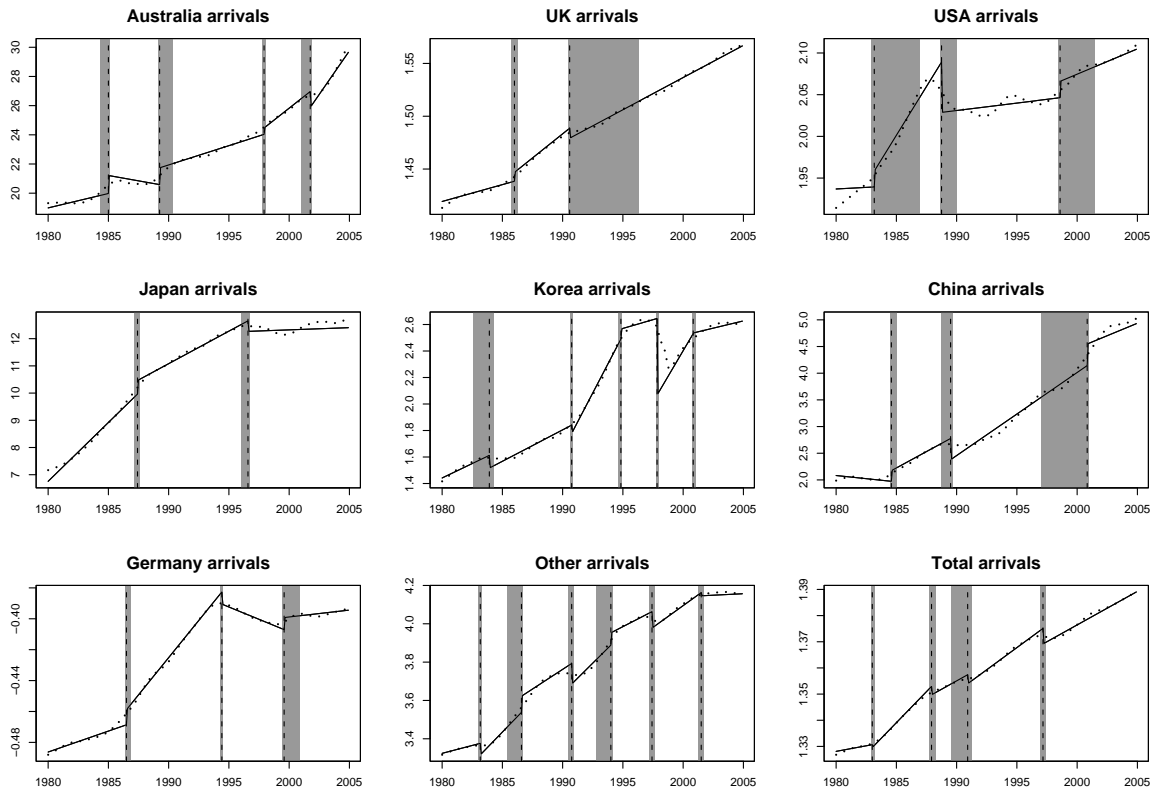 Australia arrivals
30
28
26
24
22
20
1980 1985 1990 1995 2000 2005
UK arrivals
1.55
1.50
1.45
1980 1985 1990 1995 2000 2005
USA arrivals
2.10
2.05
2.00
1.95
1980 1985 1990 1995 2000 2005
Japan arrivals
12
11
10
9
8
7
1980 1985 1990 1995 2000 2005
Korea arrivals
2.6
2.4
2.2
2.0
1.8
1.6
1.4
1980 1985 1990 1995 2000 2005
China arrivals
5.0
4.5
4.0
3.5
3.0
2.5
2.0
1980 1985 1990 1995 2000 2005
Germany arrivals
−0.40
−0.44
−0.48
1980 1985 1990 1995 2000 2005
Other arrivals
4.2
4.0
3.8
3.6
3.4
1980 1985 1990 1995 2000 2005
Total arrivals
1.39
1.37
1.35
1.33
1980 1985 1990 1995 2000 2005